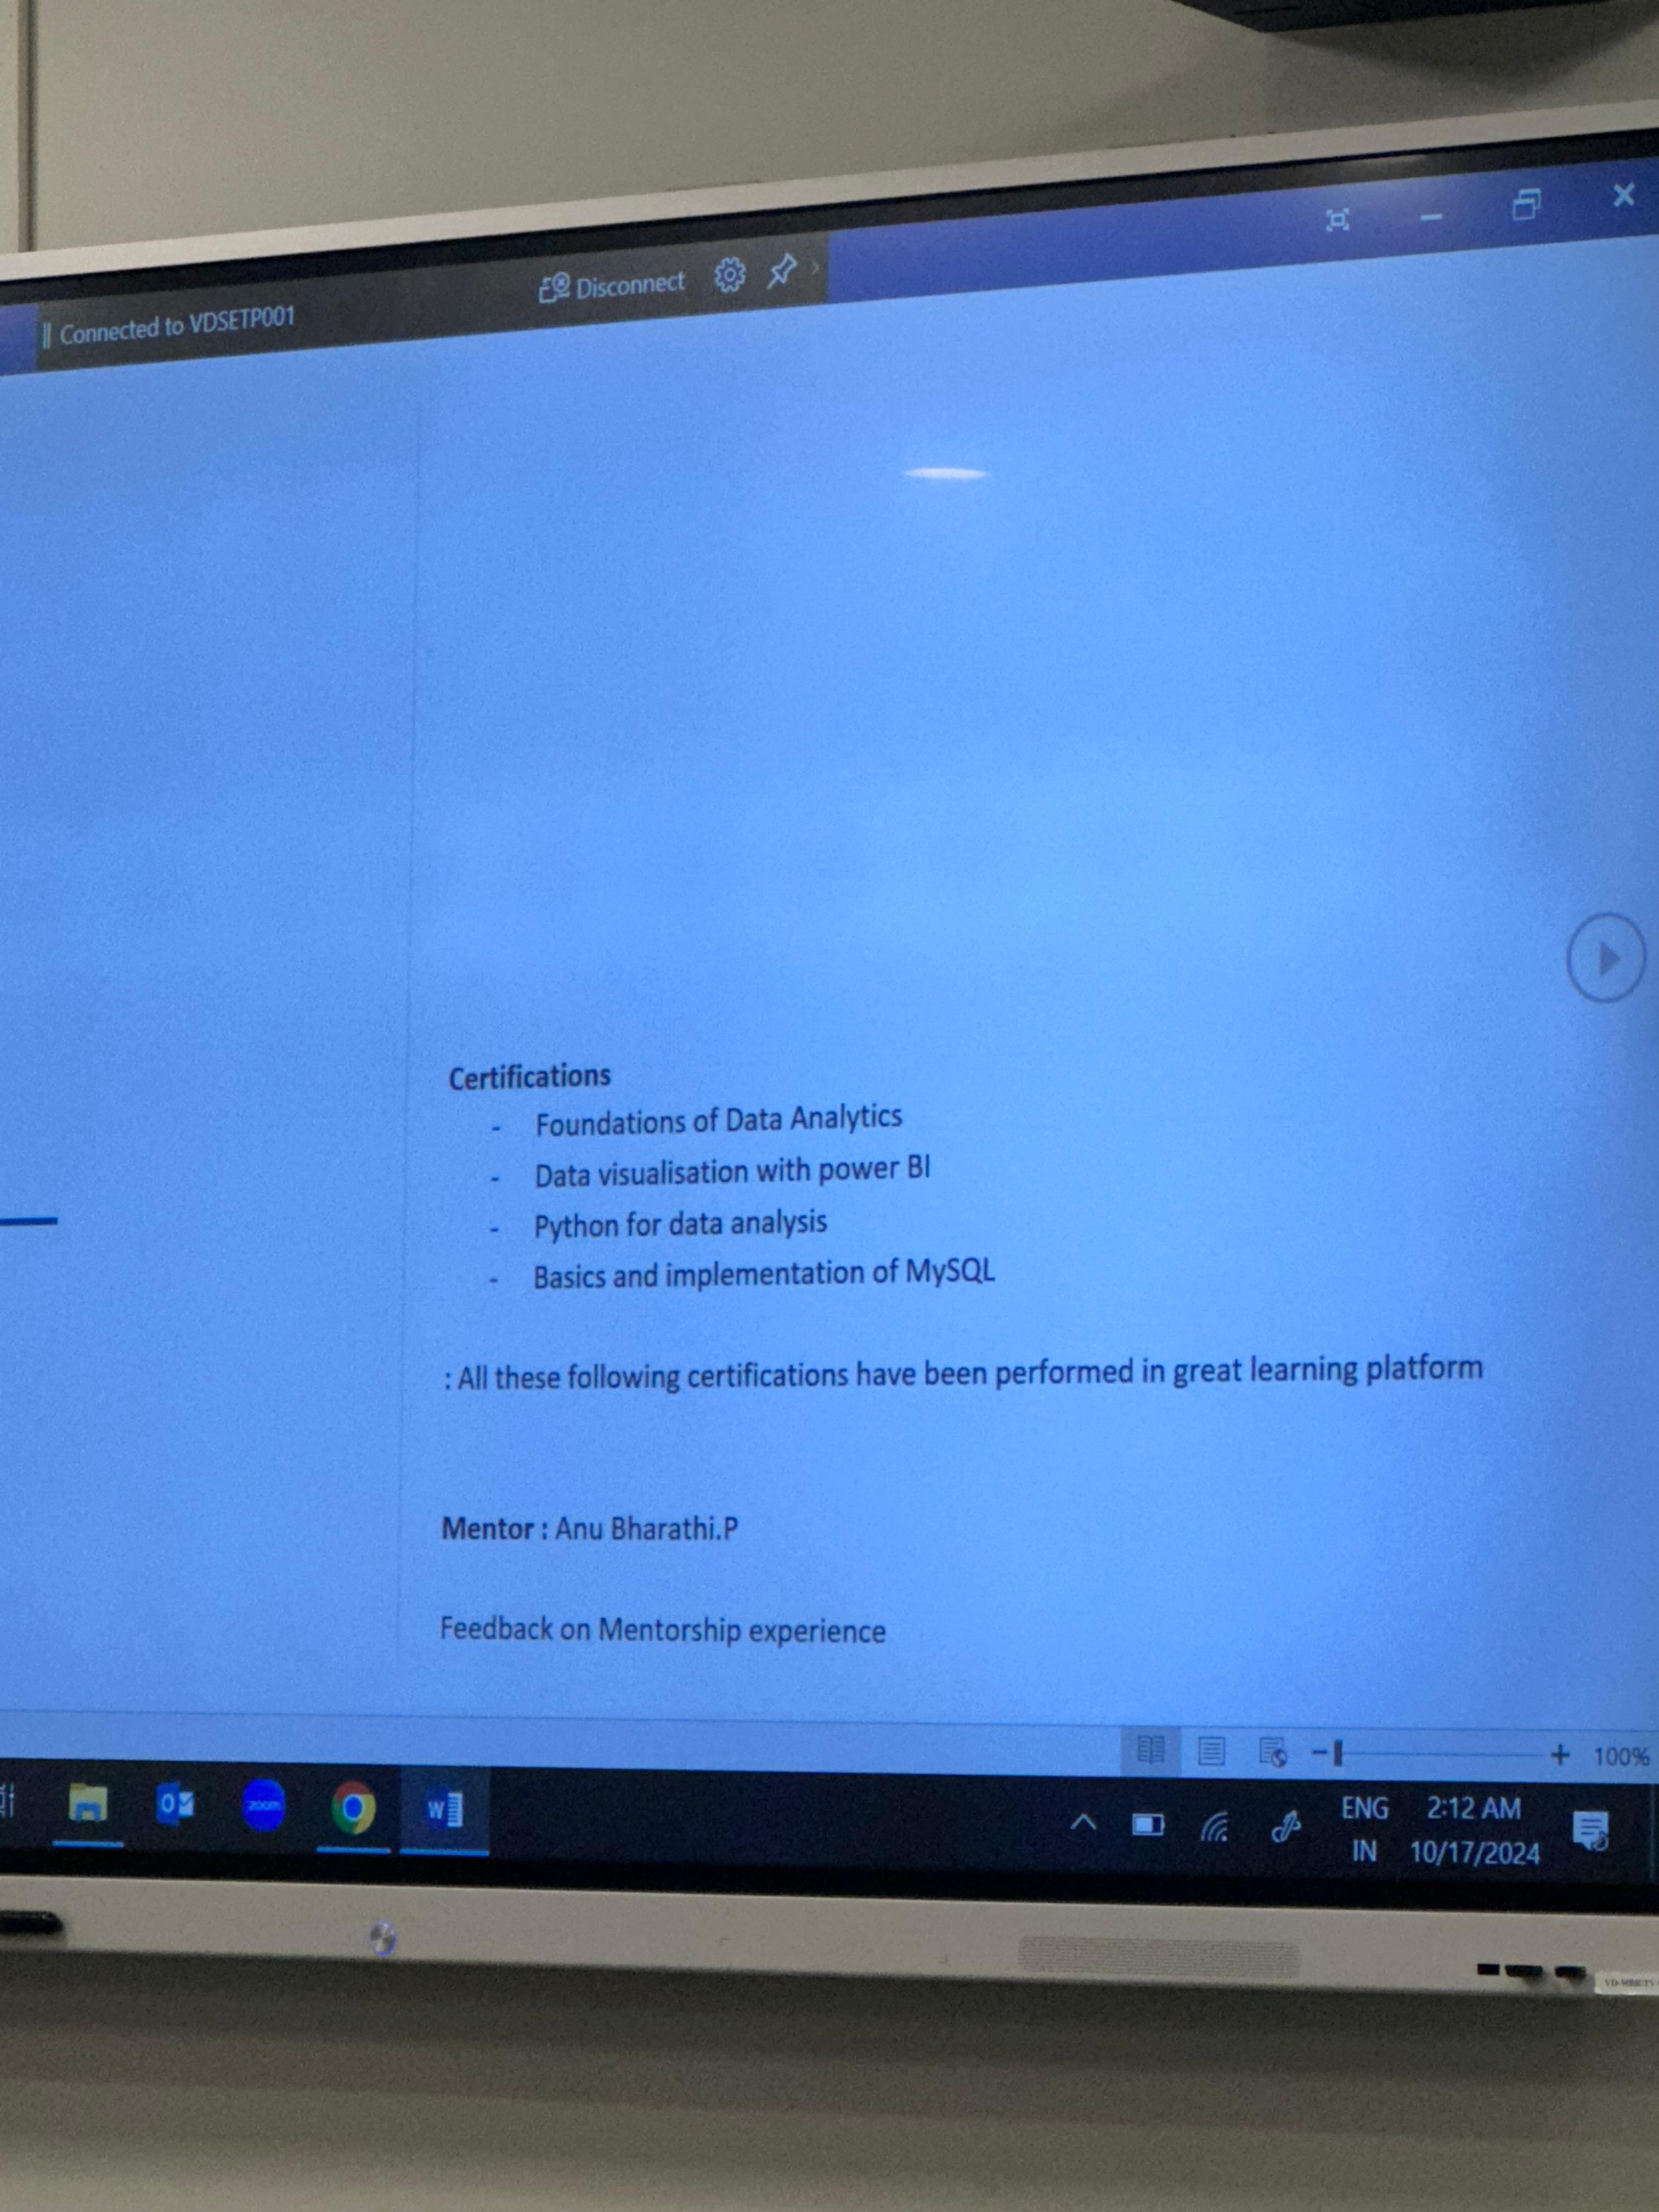 Connected to VDSETP001
Disconnect
Certifications
- Foundations of Data Analytics
- Data visualisation with power BI
- Python for data analysis
- Basics and implementation of MySQL
: All these following certifications have been performed in great learning platform
Mentor : Anu Bharathi.P
Feedback on Mentorship experience
100%
zoom
ENG 2:12 AM
IN 10/17/2024